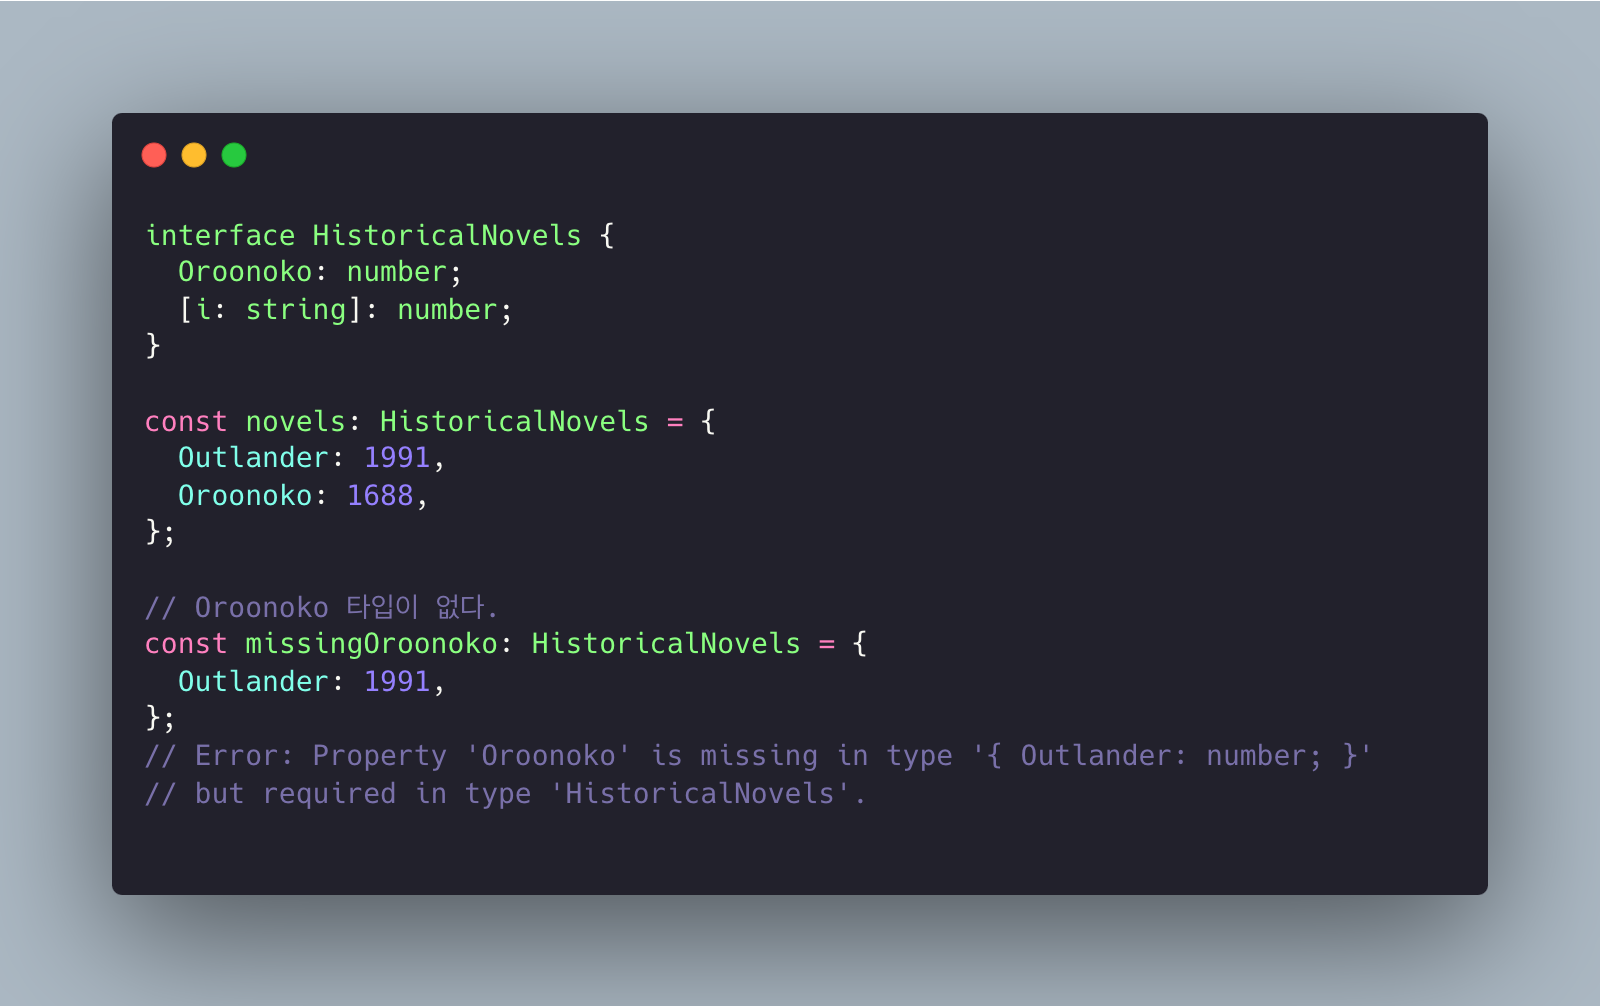 interface HistoricalNovels {
  Oroonoko: number;
  [i: string]: number;
}
const novels: HistoricalNovels = {
  Outlander: 1991,
  Oroonoko: 1688,
};
// Oroonoko 타입이 없다.
const missingOroonoko: HistoricalNovels = {
  Outlander: 1991,
};
// Error: Property 'Oroonoko' is missing in type '{ Outlander: number; }'
// but required in type 'HistoricalNovels'.